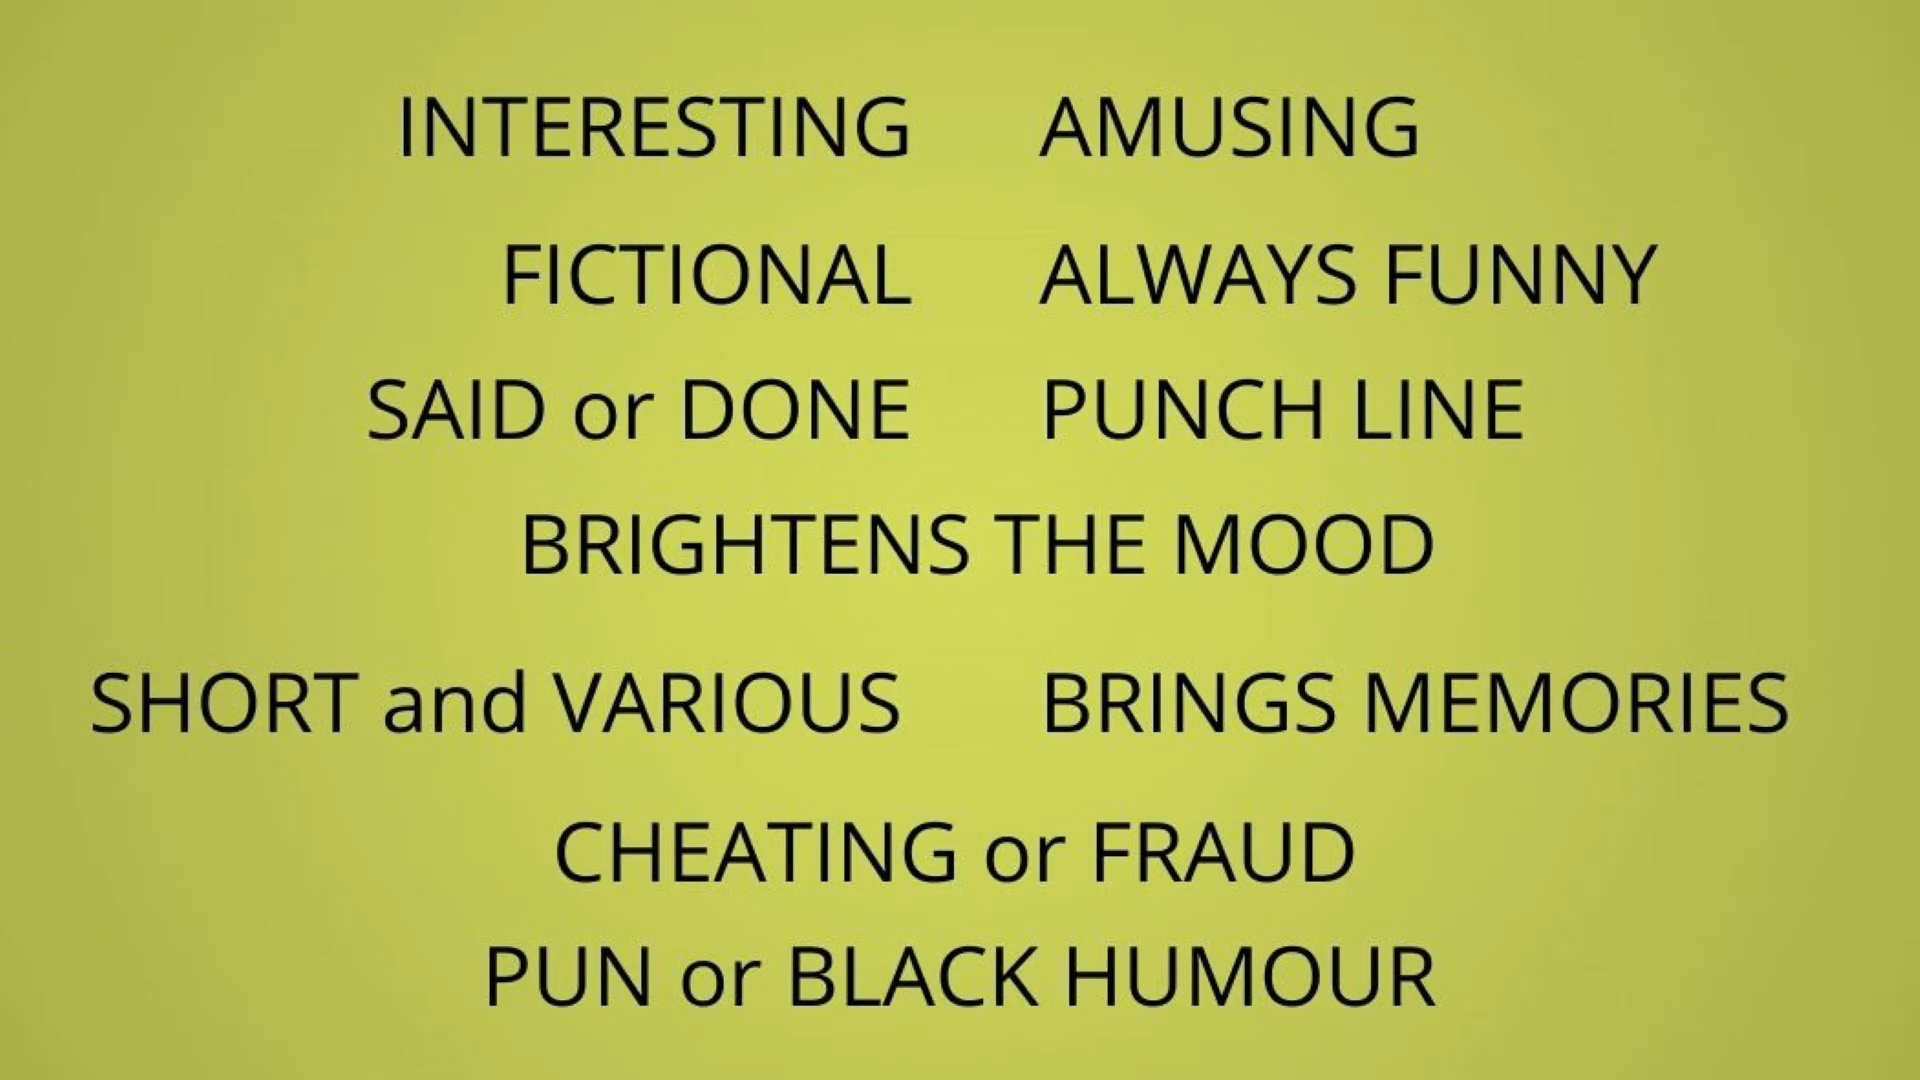 INTERESTING AMUSING
FICTIONAL ALWAYS FUNNY
SAID or DONE PUNCH LINE
BRIGHTENS THE MOOD
SHORT and VARIOUS BRINGS MEMORIES
CHEATING or FRAUD
PUN or BLACK HUMOUR